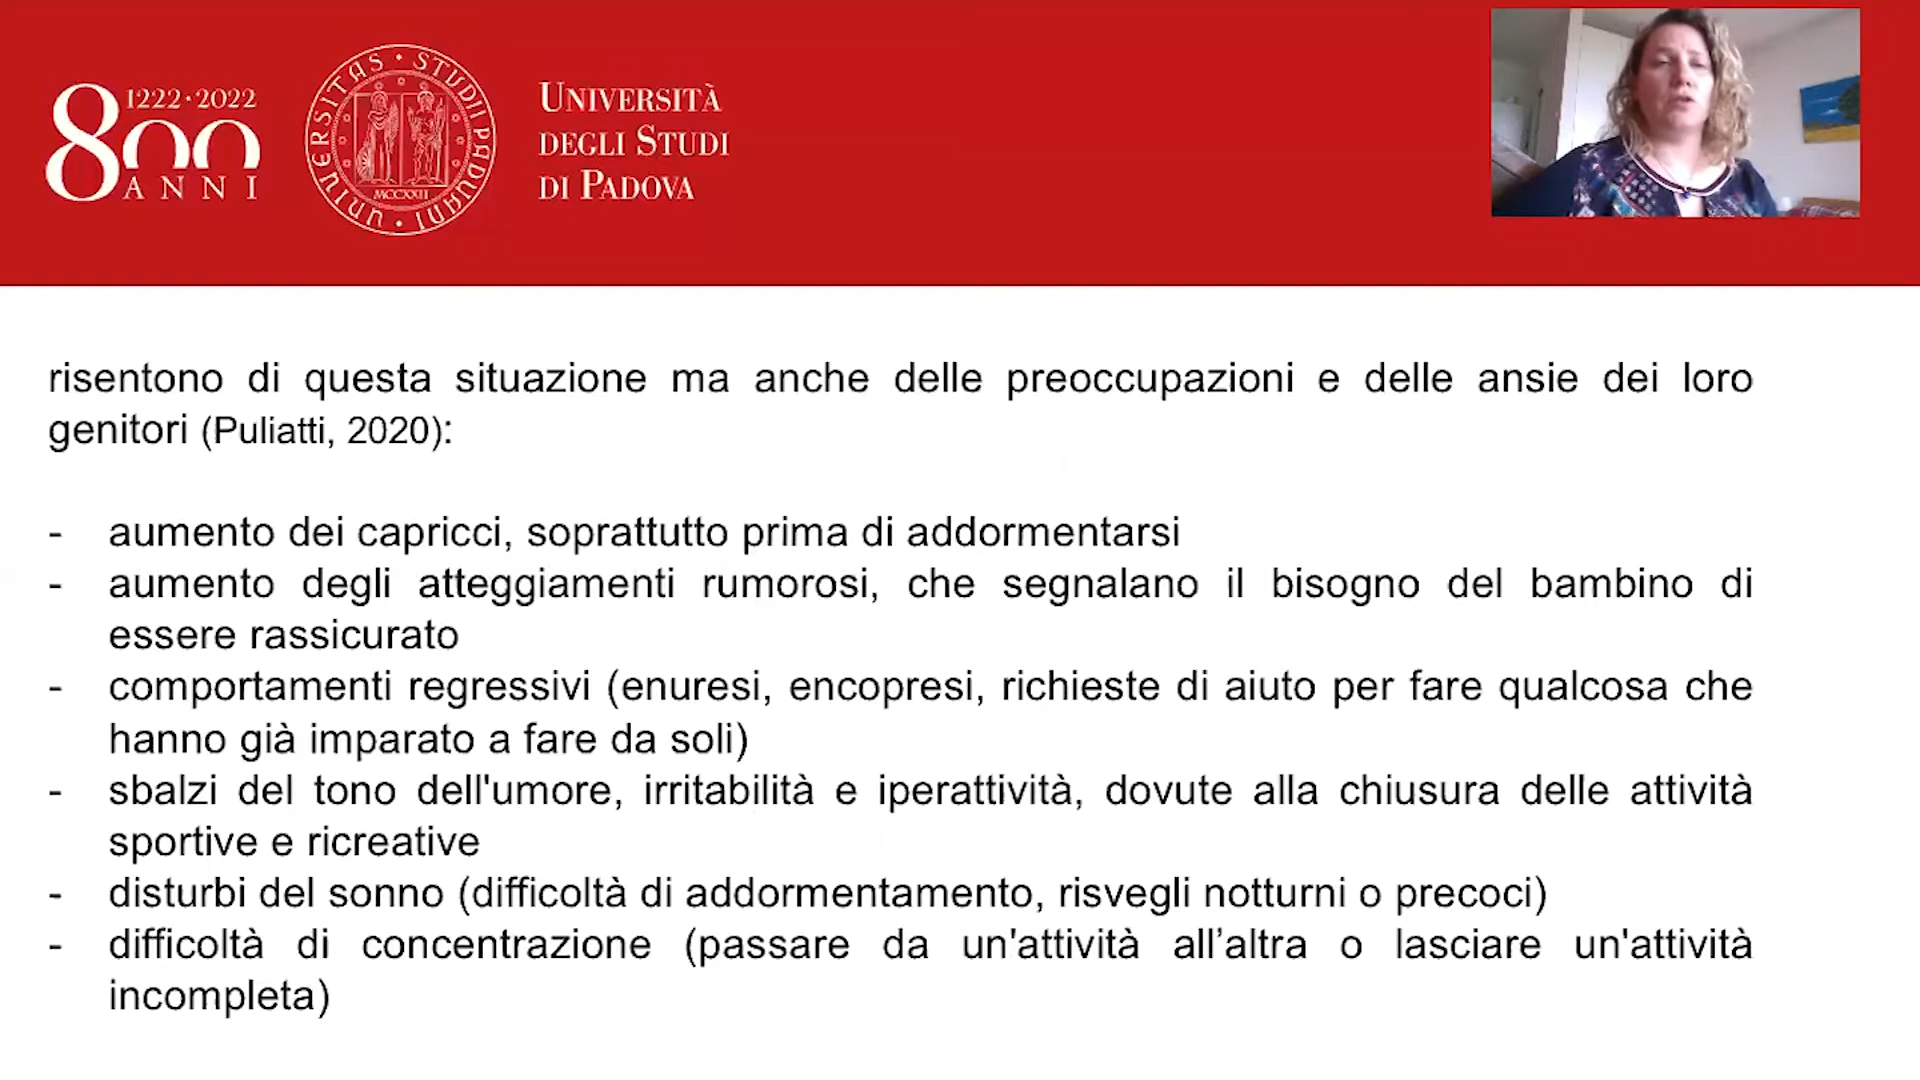 1222·2022
800
ANNI
UNIVERSITAS STUDII PADUANI
MCCXXII
UNIVERSITÀ
DEGLI STUDI
DI PADOVA
risentono di questa situazione ma anche delle preoccupazioni e delle ansie dei loro
genitori (Puliatti, 2020):
- aumento dei capricci, soprattutto prima di addormentarsi
- aumento degli atteggiamenti rumorosi, che segnalano il bisogno del bambino di
essere rassicurato
- comportamenti regressivi (enuresi, encopresi, richieste di aiuto per fare qualcosa che
hanno già imparato a fare da soli)
- sbalzi del tono dell'umore, irritabilità e iperattività, dovute alla chiusura delle attività
sportive e ricreative
- disturbi del sonno (difficoltà di addormentamento, risvegli notturni o precoci)
- difficoltà di concentrazione (passare da un'attività all’altra o lasciare un'attività
incompleta)